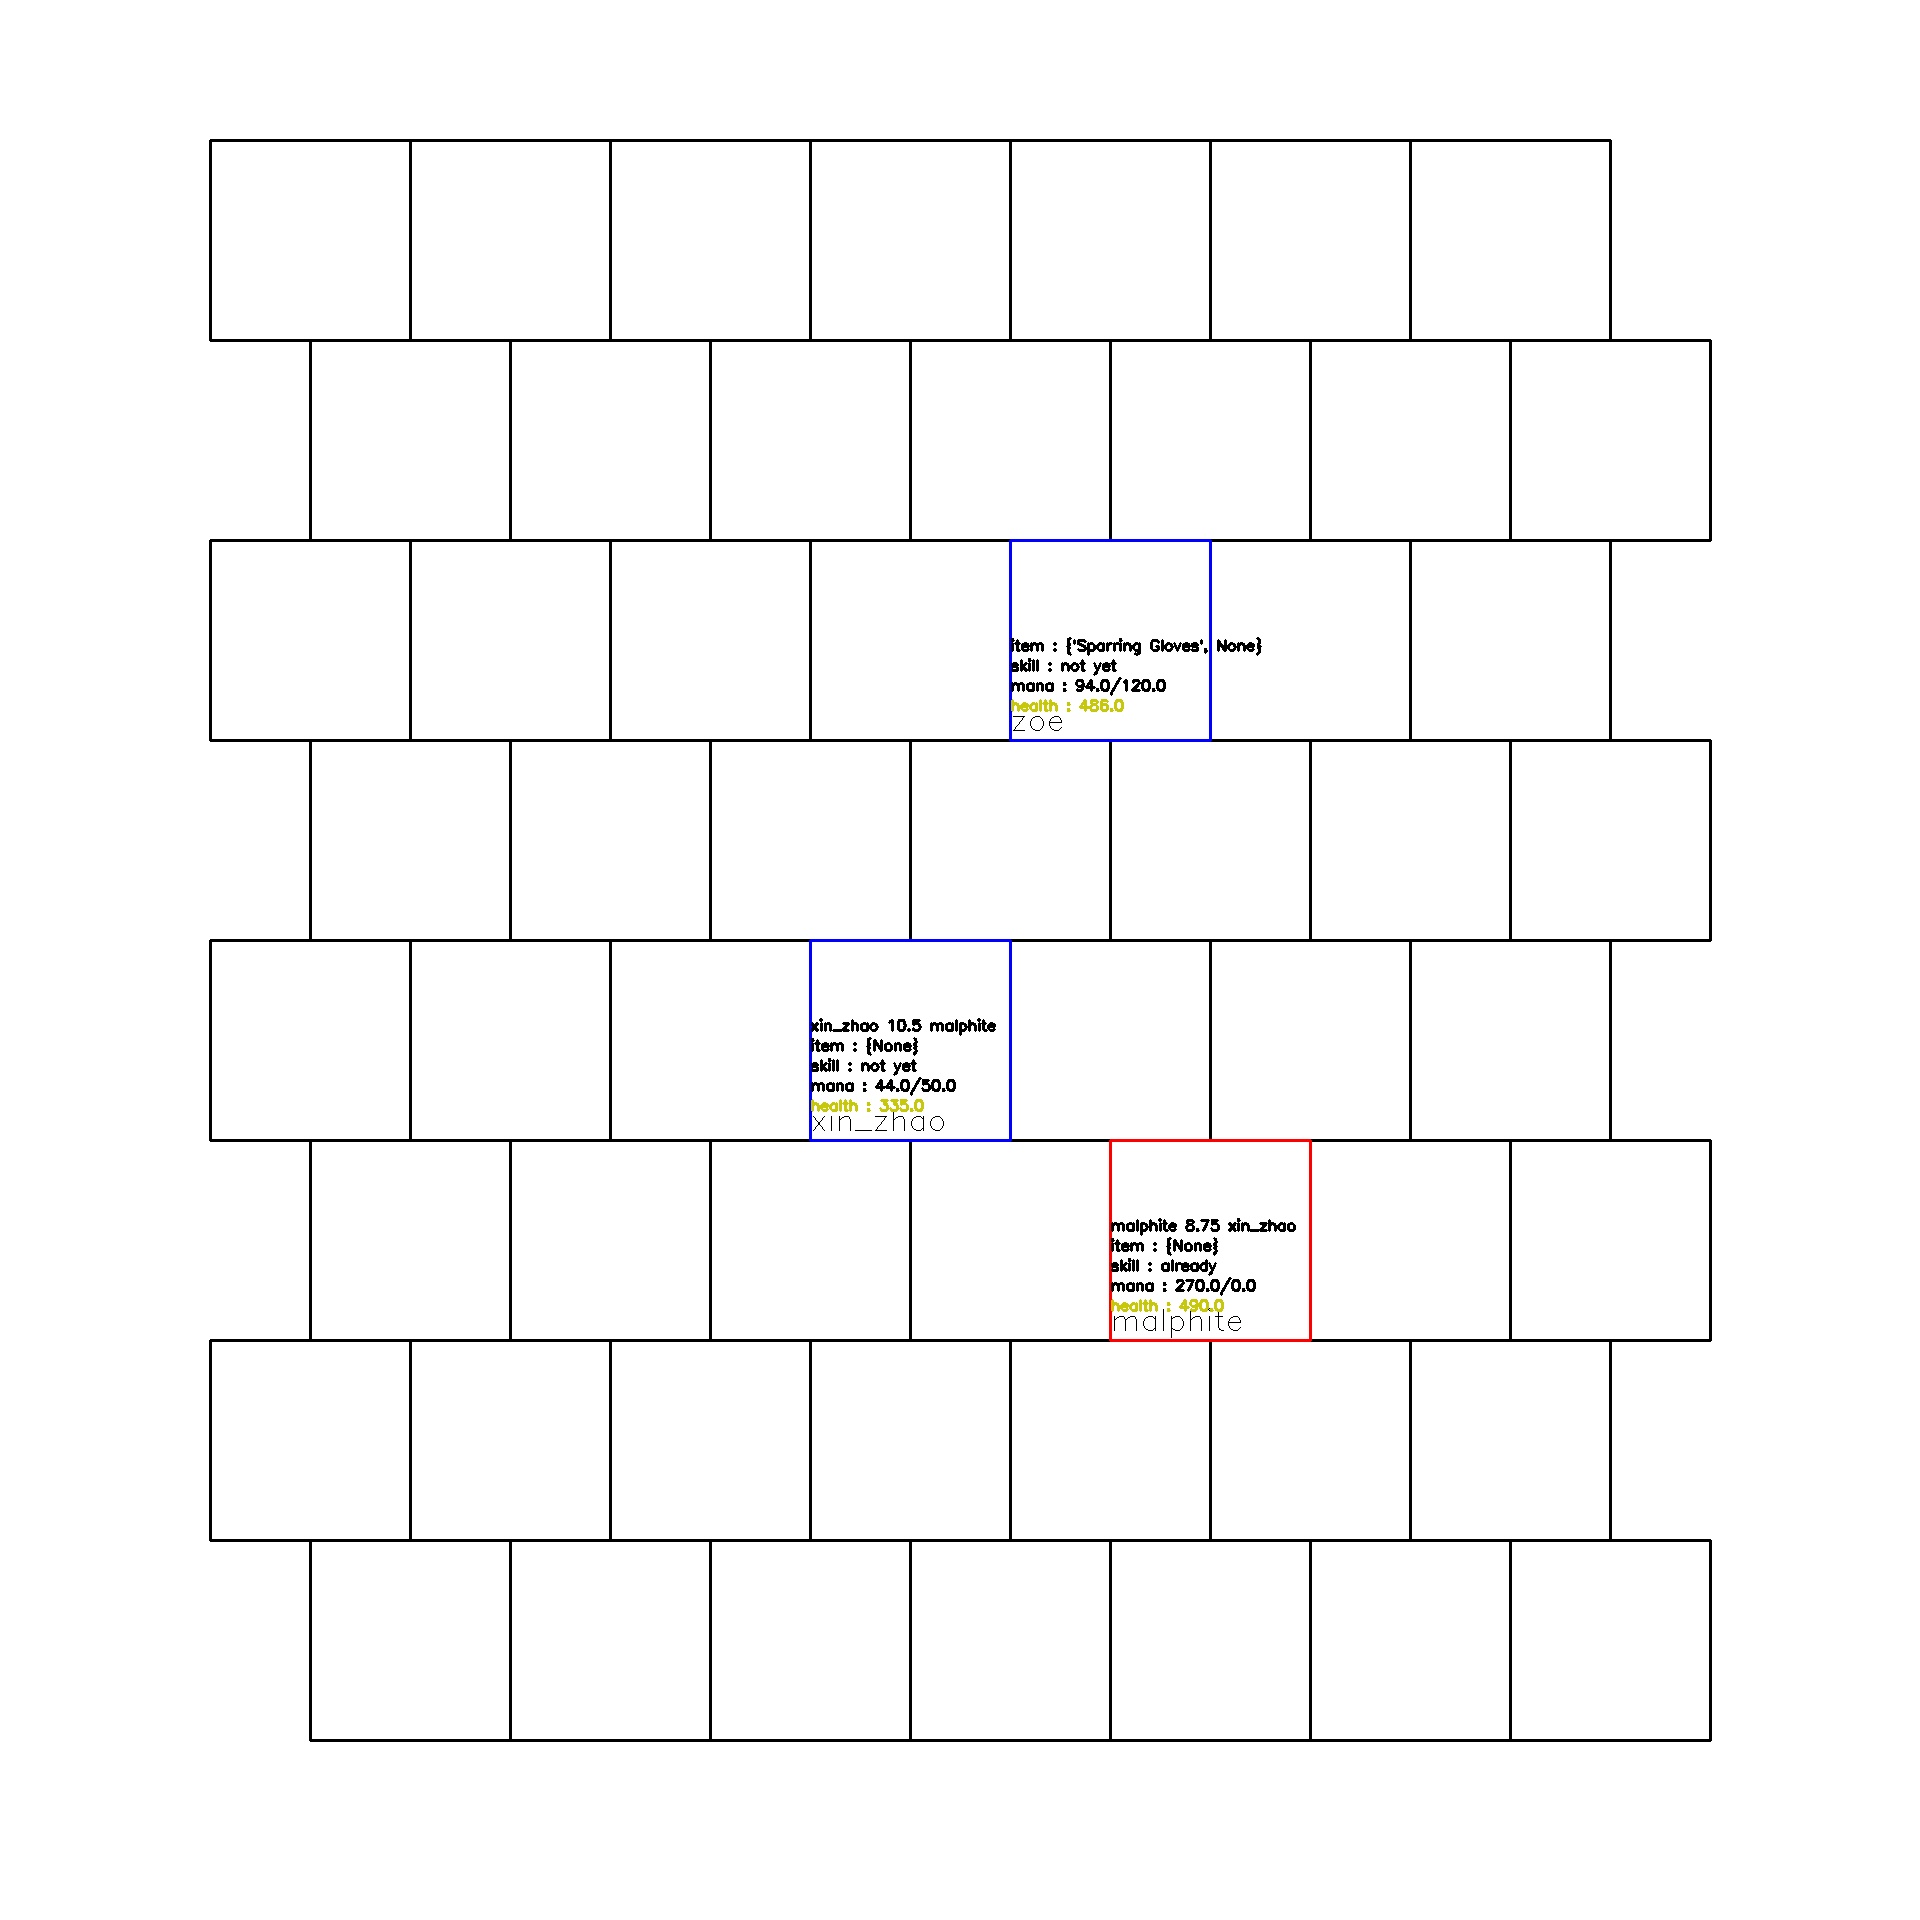 item : {'Sparring Gloves', None}
skill : not yet
mana : 94.0/120.0
health : 486.0
zoe
xin_zhao 10.5 malphite
item : {None}
skill : not yet
mana : 44.0/50.0
health : 335.0
xin_zhao
malphite 8.75 xin_zhao
item : {None}
skill : already
mana : 270.0/0.0
health : 490.0
malphite